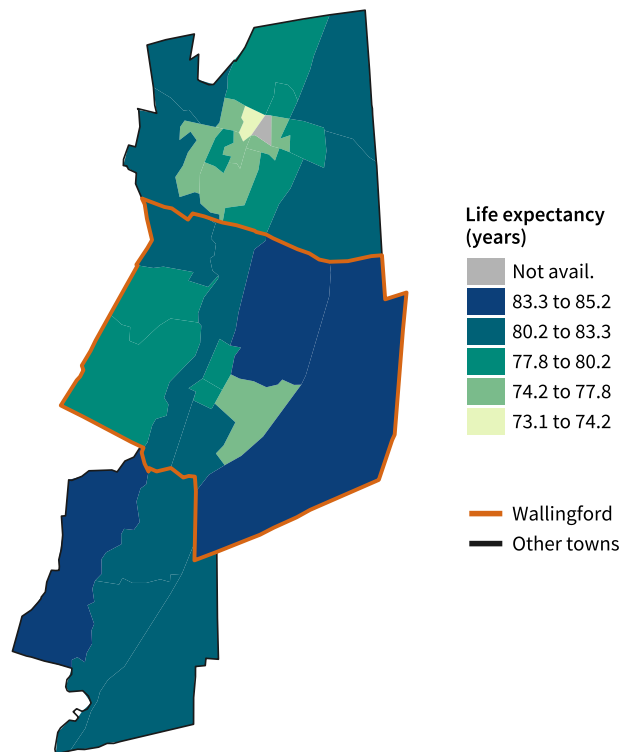 Life expectancy
(years)
Not avail.
83.3 to 85.2
80.2 to 83.3
77.8 to 80.2
74.2 to 77.8
73.1 to 74.2
Wallingford
Other towns